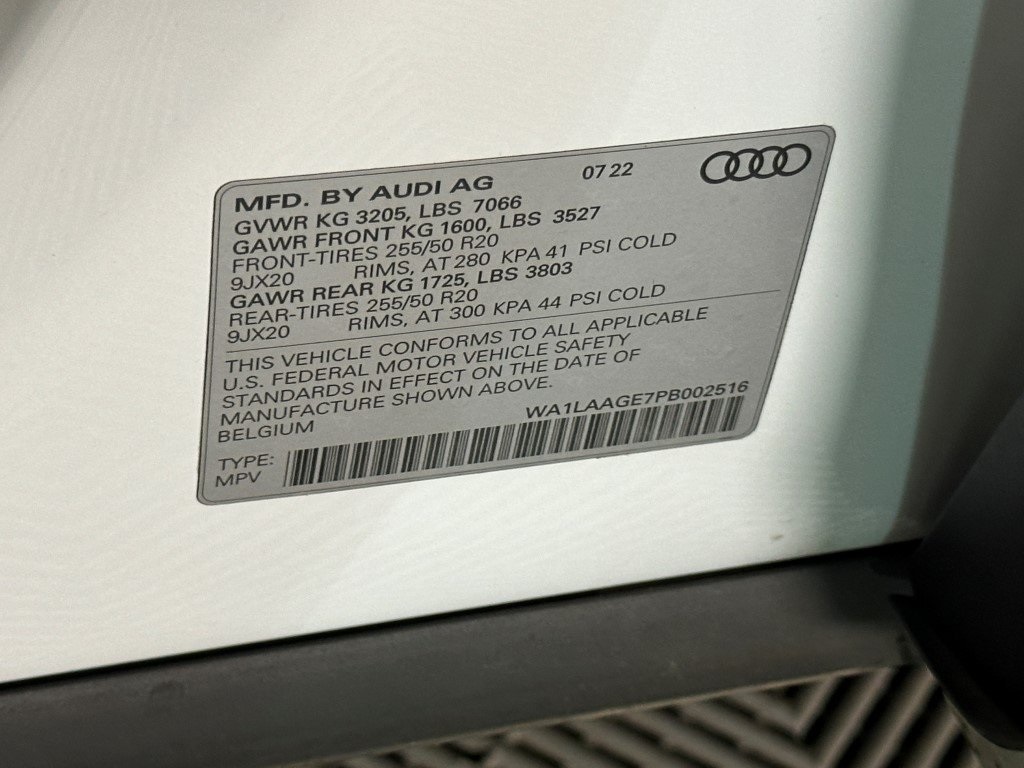 MFD. BY AUDI AG 07 22
GVWR KG 3205, LBS 7066
GAWR FRONT KG 1600, LBS 3527
FRONT-TIRES 255/50 R20
9JX20 RIMS, AT 280 KPA 41 PSI COLD
GAWR REAR KG 1725, LBS 3803
REAR-TIRES 255/50 R20
9JX20 RIMS, AT 300 KPA 44 PSI COLD
THIS VEHICLE CONFORMS TO ALL APPLICABLE
U.S. FEDERAL MOTOR VEHICLE SAFETY
STANDARDS IN EFFECT ON THE DATE OF
MANUFACTURE SHOWN ABOVE.
BELGIUM WA1LAAGE7PB002516
TYPE:
MPV